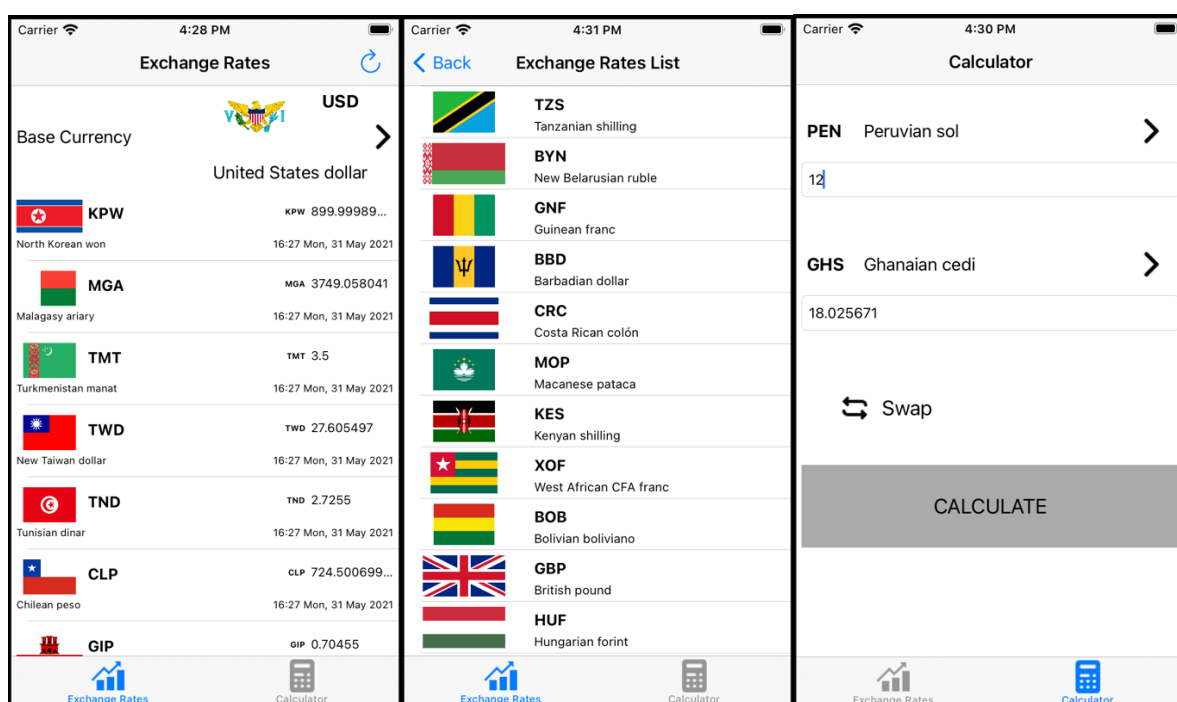 Carrier 4:28 PM
Exchange Rates
USD
V I
Base Currency
United States dollar
KPW KPW 899.99989...
North Korean won 16:27 Mon, 31 May 2021
MGA MGA 3749.058041
Malagasy ariary 16:27 Mon, 31 May 2021
TMT TMT 3.5
Turkmenistan manat 16:27 Mon, 31 May 2021
TWD TWD 27.605497
New Taiwan dollar 16:27 Mon, 31 May 2021
TND TND 2.7255
Tunisian dinar 16:27 Mon, 31 May 2021
CLP CLP 724.500699...
Chilean peso 16:27 Mon, 31 May 2021
GIP GIP 0.70455
Exchange Rates Calculator
Carrier 4:31 PM
Back Exchange Rates List
TZS
Tanzanian shilling
BYN
New Belarusian ruble
GNF
Guinean franc
BBD
Barbadian dollar
CRC
Costa Rican colón
MOP
Macanese pataca
KES
Kenyan shilling
XOF
West African CFA franc
BOB
Bolivian boliviano
GBP
British pound
HUF
Hungarian forint
Exchange Rates Calculator
Carrier 4:30 PM
Calculator
PEN Peruvian sol
12
GHS Ghanaian cedi
18.025671
Swap
CALCULATE
Exchange Rates Calculator